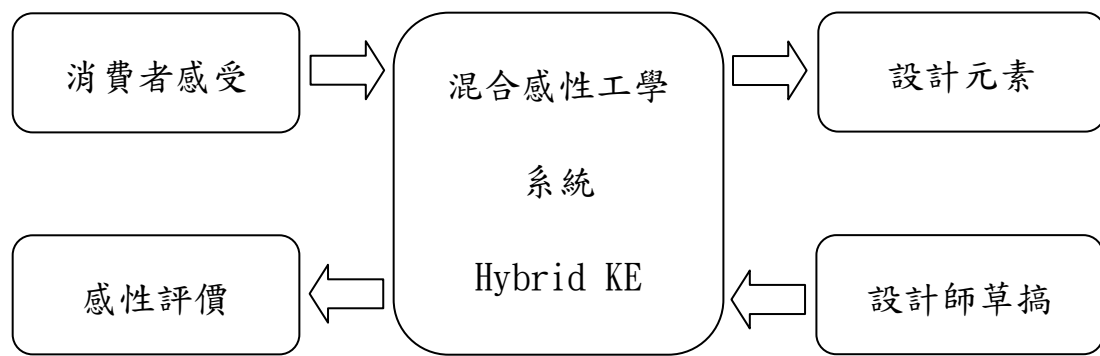 消費者感受
混合感性工學
系統
Hybrid KE
設計元素
感性評價
設計師草搞